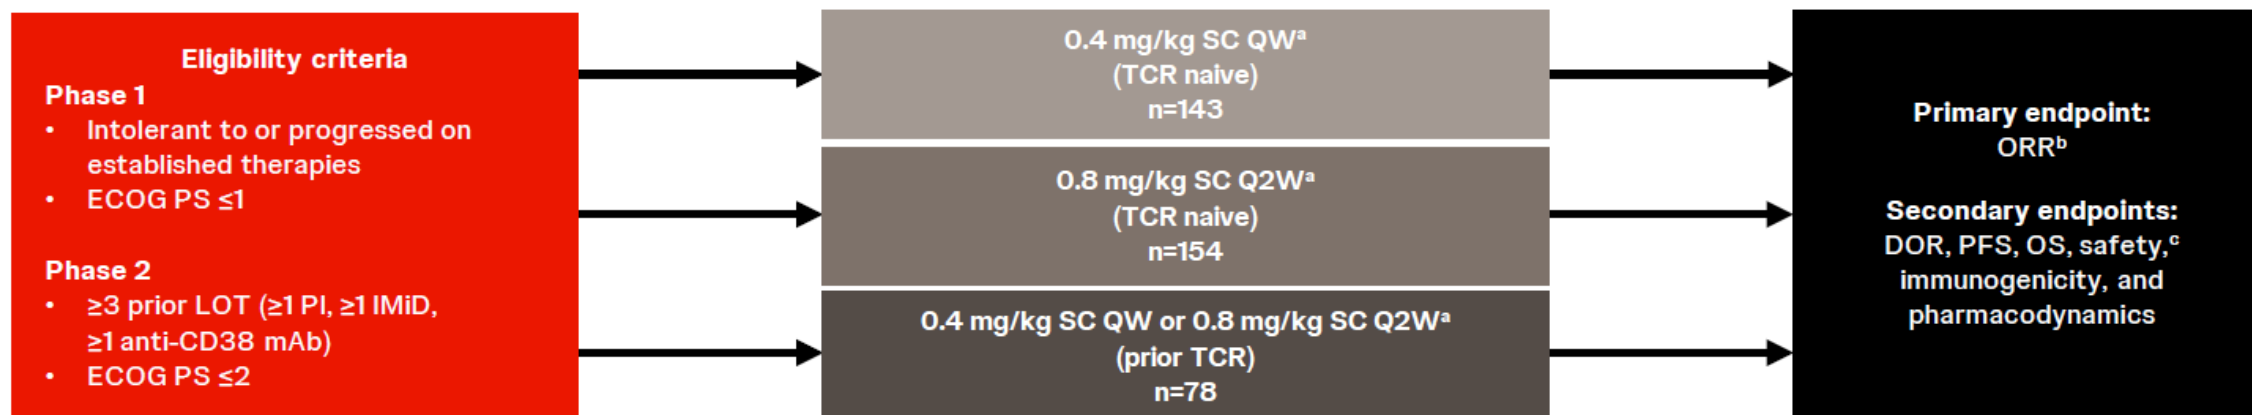 Eligibility criteria
Phase 1
• Intolerant to or progressed on
established therapies
• ECOG PS ≤1
Phase 2
• ≥3 prior LOT (≥1 PI, ≥1 IMiD,
≥1 anti-CD38 mAb)
• ECOG PS ≤2
0.4 mg/kg SC QWᵃ
(TCR naive)
n=143
0.8 mg/kg SC Q2Wᵃ
(TCR naive)
n=154
0.4 mg/kg SC QW or 0.8 mg/kg SC Q2Wᵃ
(prior TCR)
n=78
Primary endpoint:
ORRᵇ
Secondary endpoints:
DOR, PFS, OS, safety,ᶜ
immunogenicity, and
pharmacodynamics